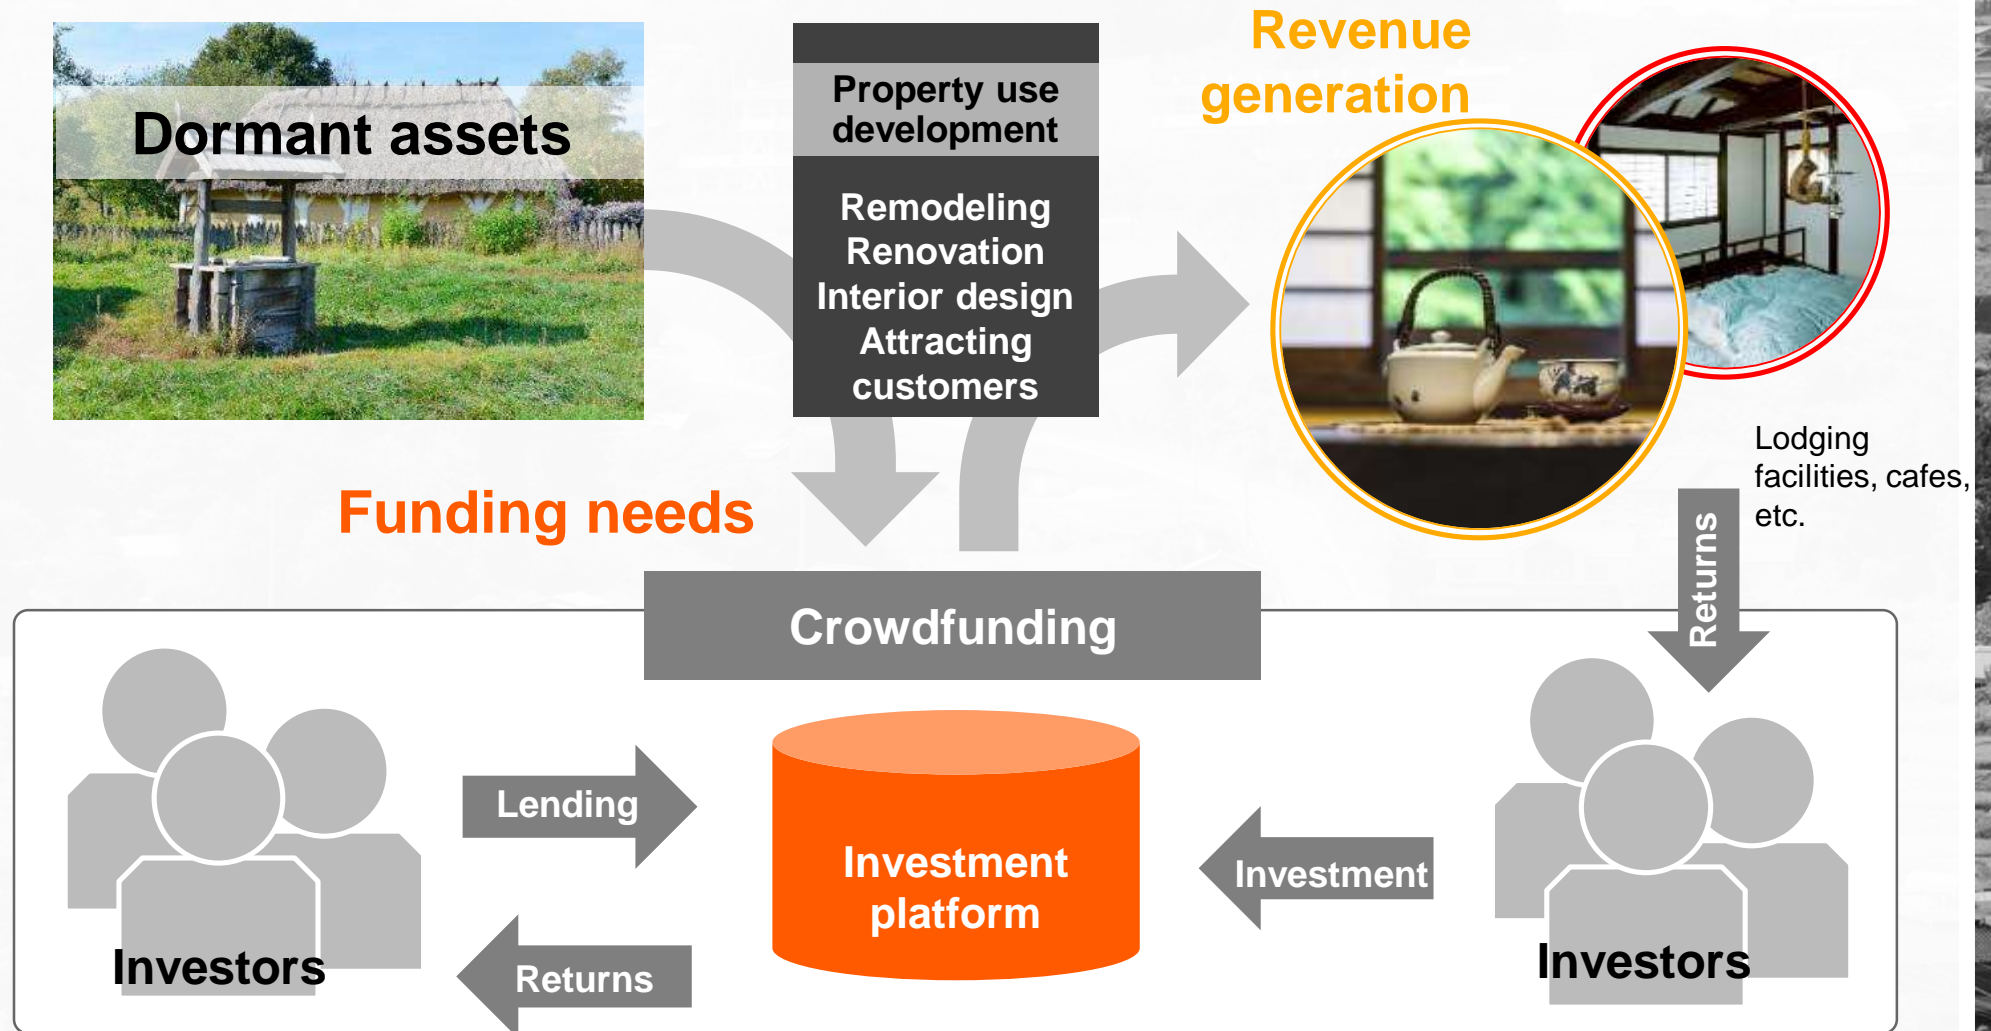 Dormant assets
Property use
development
Remodeling
Renovation
Interior design
Attracting
customers
Revenue
generation
Lodging
facilities, cafes,
etc.
Funding needs
Returns
Crowdfunding
Investors
Lending
Returns
Investment
platform
Investment
Investors